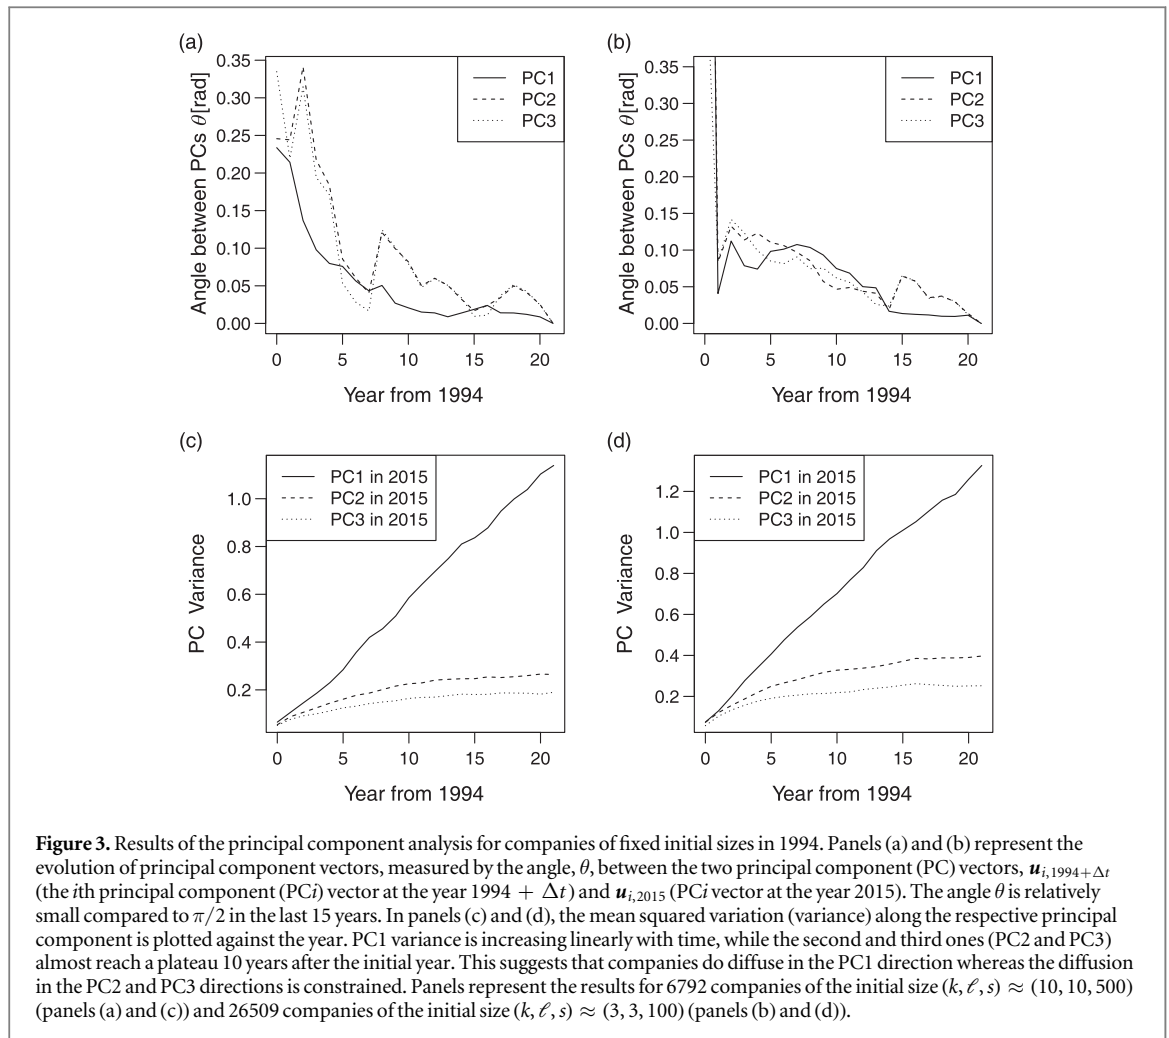 (a)
0.35
0.30
0.25
0.20
0.15
0.10
0.05
0.00
Angle between PCs θ[rad]
PC1
PC2
PC3
0 5 10 15 20
Year from 1994
(b)
0.35
0.30
0.25
0.20
0.15
0.10
0.05
0.00
Angle between PCs θ[rad]
PC1
PC2
PC3
0 5 10 15 20
Year from 1994
(c)
1.0
0.8
0.6
0.4
0.2
PC Variance
PC1 in 2015
PC2 in 2015
PC3 in 2015
0 5 10 15 20
Year from 1994
(d)
1.2
1.0
0.8
0.6
0.4
0.2
PC Variance
PC1 in 2015
PC2 in 2015
PC3 in 2015
0 5 10 15 20
Year from 1994
Figure 3. Results of the principal component analysis for companies of fixed initial sizes in 1994. Panels (a) and (b) represent the
evolution of principal component vectors, measured by the angle, θ, between the two principal component (PC) vectors, u_{i,1994+Δt}
(the ith principal component (PCi) vector at the year 1994 + Δt) and u_{i,2015} (PCi vector at the year 2015). The angle θ is relatively
small compared to π/2 in the last 15 years. In panels (c) and (d), the mean squared variation (variance) along the respective principal
component is plotted against the year. PC1 variance is increasing linearly with time, while the second and third ones (PC2 and PC3)
almost reach a plateau 10 years after the initial year. This suggests that companies do diffuse in the PC1 direction whereas the diffusion
in the PC2 and PC3 directions is constrained. Panels represent the results for 6792 companies of the initial size (k, ℓ, s) ≈ (10, 10, 500)
(panels (a) and (c)) and 26509 companies of the initial size (k, ℓ, s) ≈ (3, 3, 100) (panels (b) and (d)).